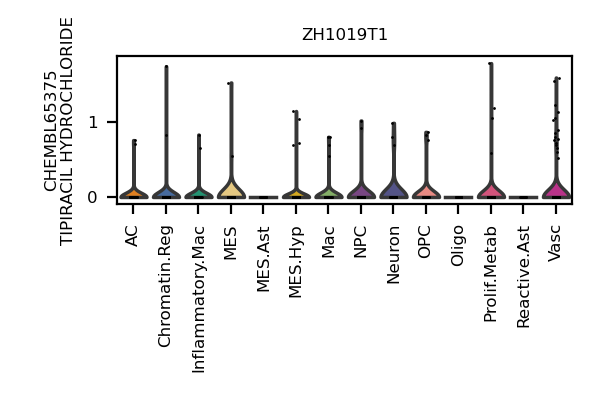 ZH1019T1
CHEMBL65375
TIPIRACIL HYDROCHLORIDE
1
0
AC
Chromatin.Reg
Inflammatory.Mac
MES
MES.Ast
MES.Hyp
Mac
NPC
Neuron
OPC
Oligo
Prolif.Metab
Reactive.Ast
Vasc